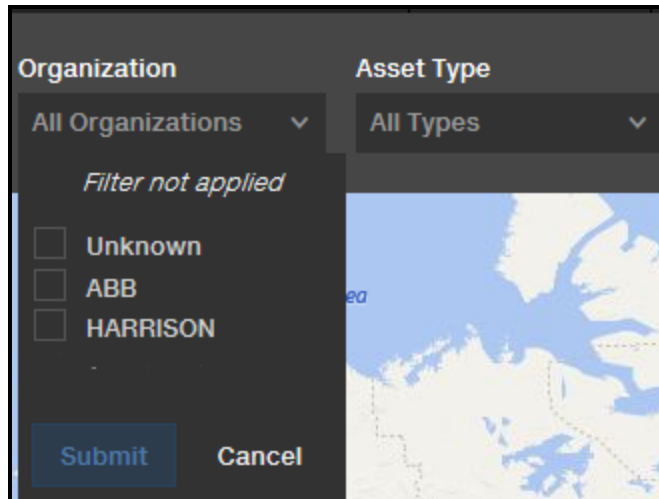 Organization
Asset Type
All Organizations
All Types
Filter not applied
Unknown
ABB
HARRISON
Submit
Cancel
ea